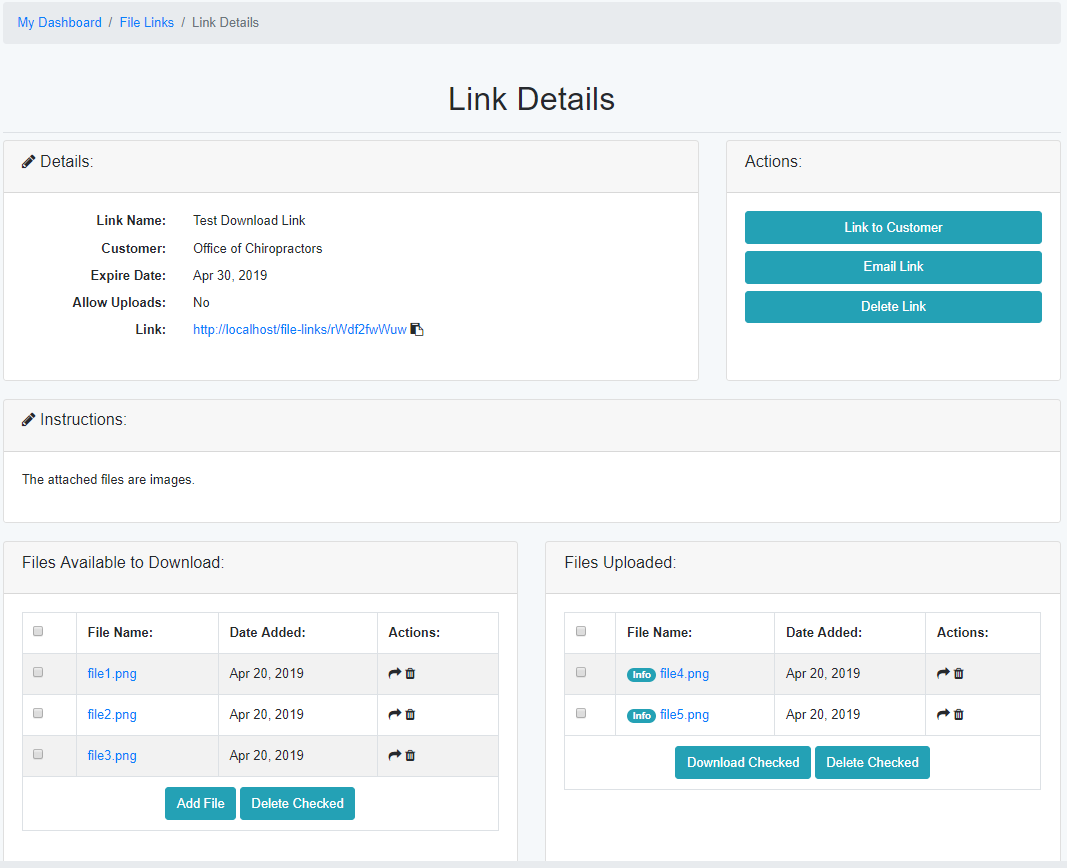 My Dashboard / File Links / Link Details
Link Details
Details:
Link Name: Test Download Link
Customer: Office of Chiropractors
Expire Date: Apr 30, 2019
Allow Uploads: No
Link: http://localhost/file-links/rWdf2fwWuw
Actions:
Link to Customer
Email Link
Delete Link
Instructions:
The attached files are images.
Files Available to Download:
File Name: Date Added: Actions:
file1.png Apr 20, 2019
file2.png Apr 20, 2019
file3.png Apr 20, 2019
Add File Delete Checked
Files Uploaded:
File Name: Date Added: Actions:
Info file4.png Apr 20, 2019
Info file5.png Apr 20, 2019
Download Checked Delete Checked